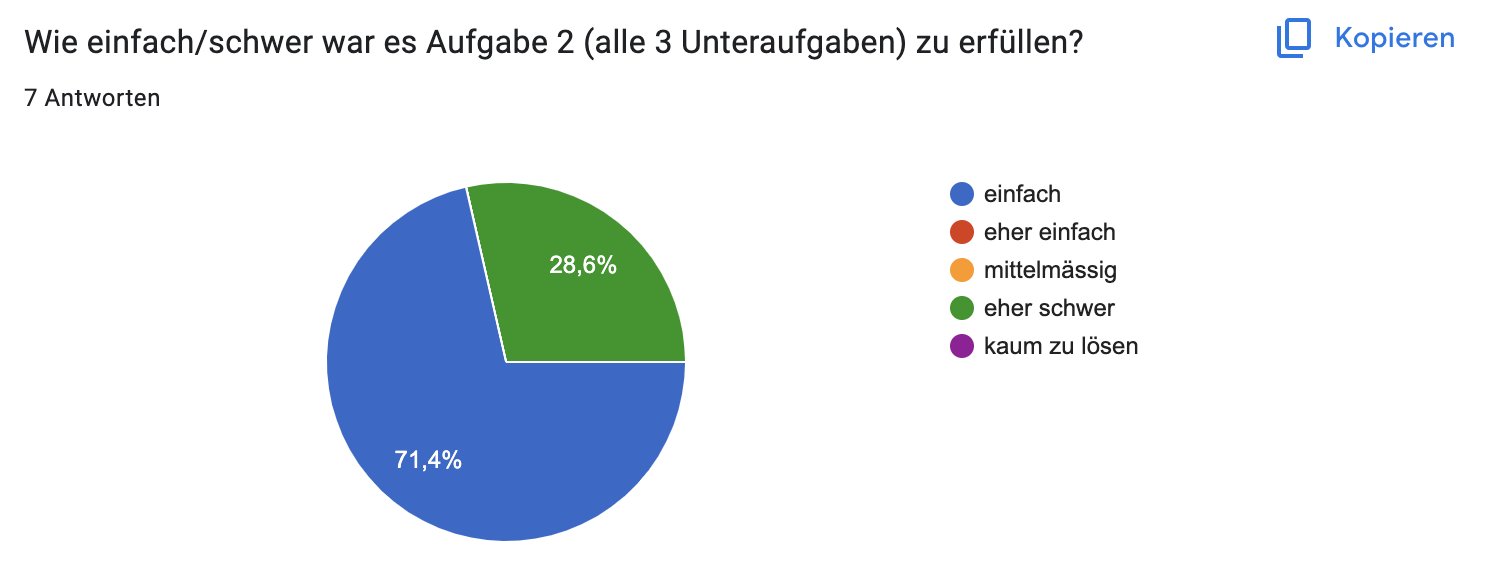 Wie einfach/schwer war es Aufgabe 2 (alle 3 Unteraufgaben) zu erfüllen?
Kopieren
7 Antworten
einfach
eher einfach
mittelmässig
eher schwer
kaum zu lösen
28,6%
71,4%